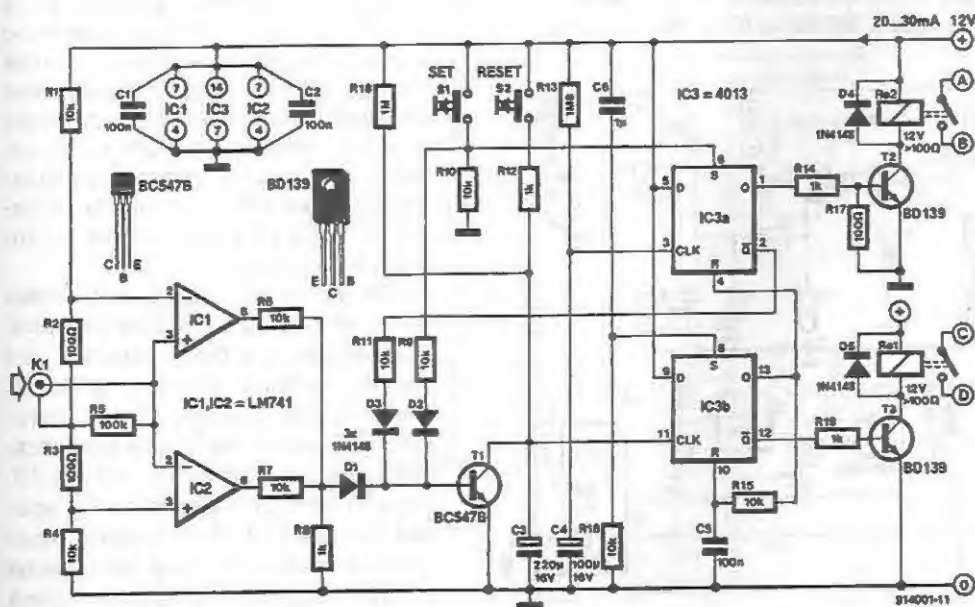 20...30mA 12V
+
A
B
SET RESET
S1
S2
R1
10k
C1
100n
7
16
7
IC1
IC3
IC2
4
7
4
C2
100n
BC547B
C
B
E
BD139
E
C
B
1M
R13
IC3 = 4013
D4
1N4148
Re2
12V
>100Ω
T2
BD139
R10
10k
R12
1k
5
D
6
S
1
IC3a
3
CLK
2
Q
R
4
R14
1k
R17
100Ω
+
C
D
2
IC1
3
6
R6
10k
R2
100Ω
K1
R5
100k
IC1,IC2 = LM741
R3
100Ω
R4
10k
2
IC2
3
6
R7
10k
R8
1k
R11
10k
R9
10k
D3
D2
3x
1N4148
D1
T1
BC547B
C3
220µ
16V
C4
100µ
16V
10k
9
D
8
S
13
IC3b
11
CLK
12
Q
R
10
R15
10k
C5
100n
1k
D5
1N4148
Re1
12V
>100Ω
T3
BD139
0
914001-11